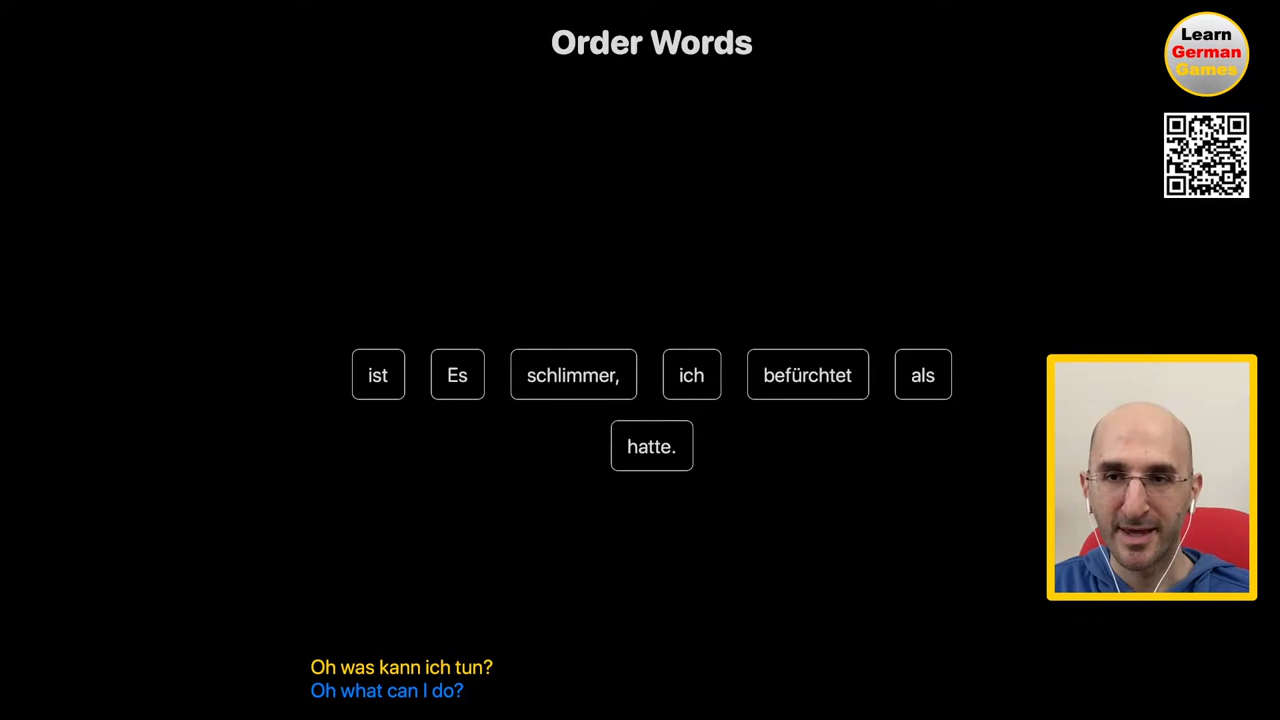 Order Words
Learn
German
Games
ist Es schlimmer, ich befürchtet als
hatte.
Oh was kann ich tun?
Oh what can I do?